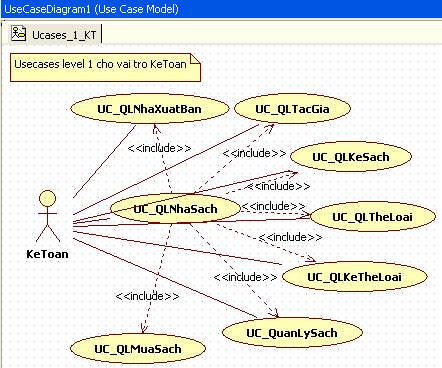 UseCaseDiagram1 (Use Case Model)
Ucases_1_KT
Usecases level 1 cho vai tro KeToan
UC_QLNhaXuatBan
UC_QLTacGia
<<include>>
<<include>>
UC_QLKeSach
<<include>>
UC_QLNhaSach
UC_QLTheLoai
<<include>>
<<include>>
KeToan
UC_QLKeTheLoai
<<include>>
<<include>>
UC_QuanLySach
UC_QLMuaSach